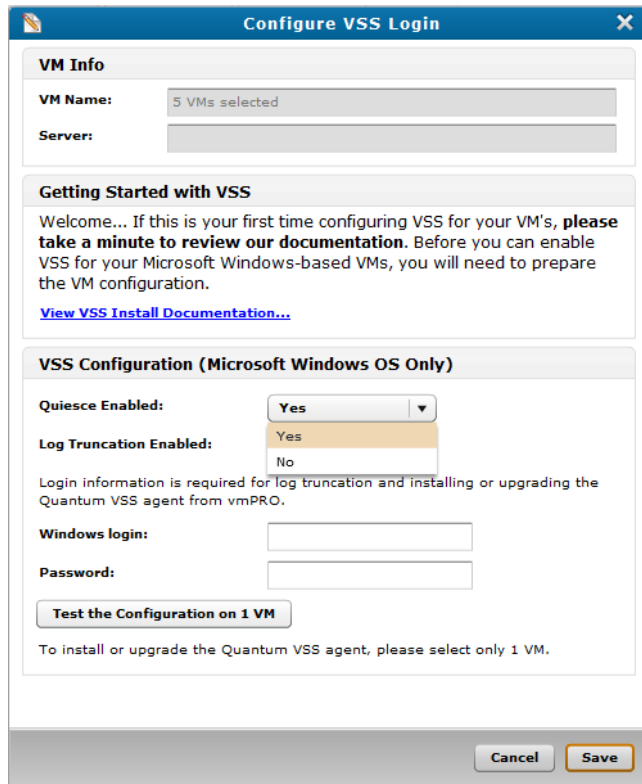 Configure VSS Login
VM Info
VM Name: 5 VMs selected
Server:
Getting Started with VSS
Welcome... If this is your first time configuring VSS for your VM's, please
take a minute to review our documentation. Before you can enable
VSS for your Microsoft Windows-based VMs, you will need to prepare
the VM configuration.
View VSS Install Documentation...
VSS Configuration (Microsoft Windows OS Only)
Quiesce Enabled: Yes
Yes
Log Truncation Enabled:
No
Login information is required for log truncation and installing or upgrading the
Quantum VSS agent from vmPRO.
Windows login:
Password:
Test the Configuration on 1 VM
To install or upgrade the Quantum VSS agent, please select only 1 VM.
Cancel Save